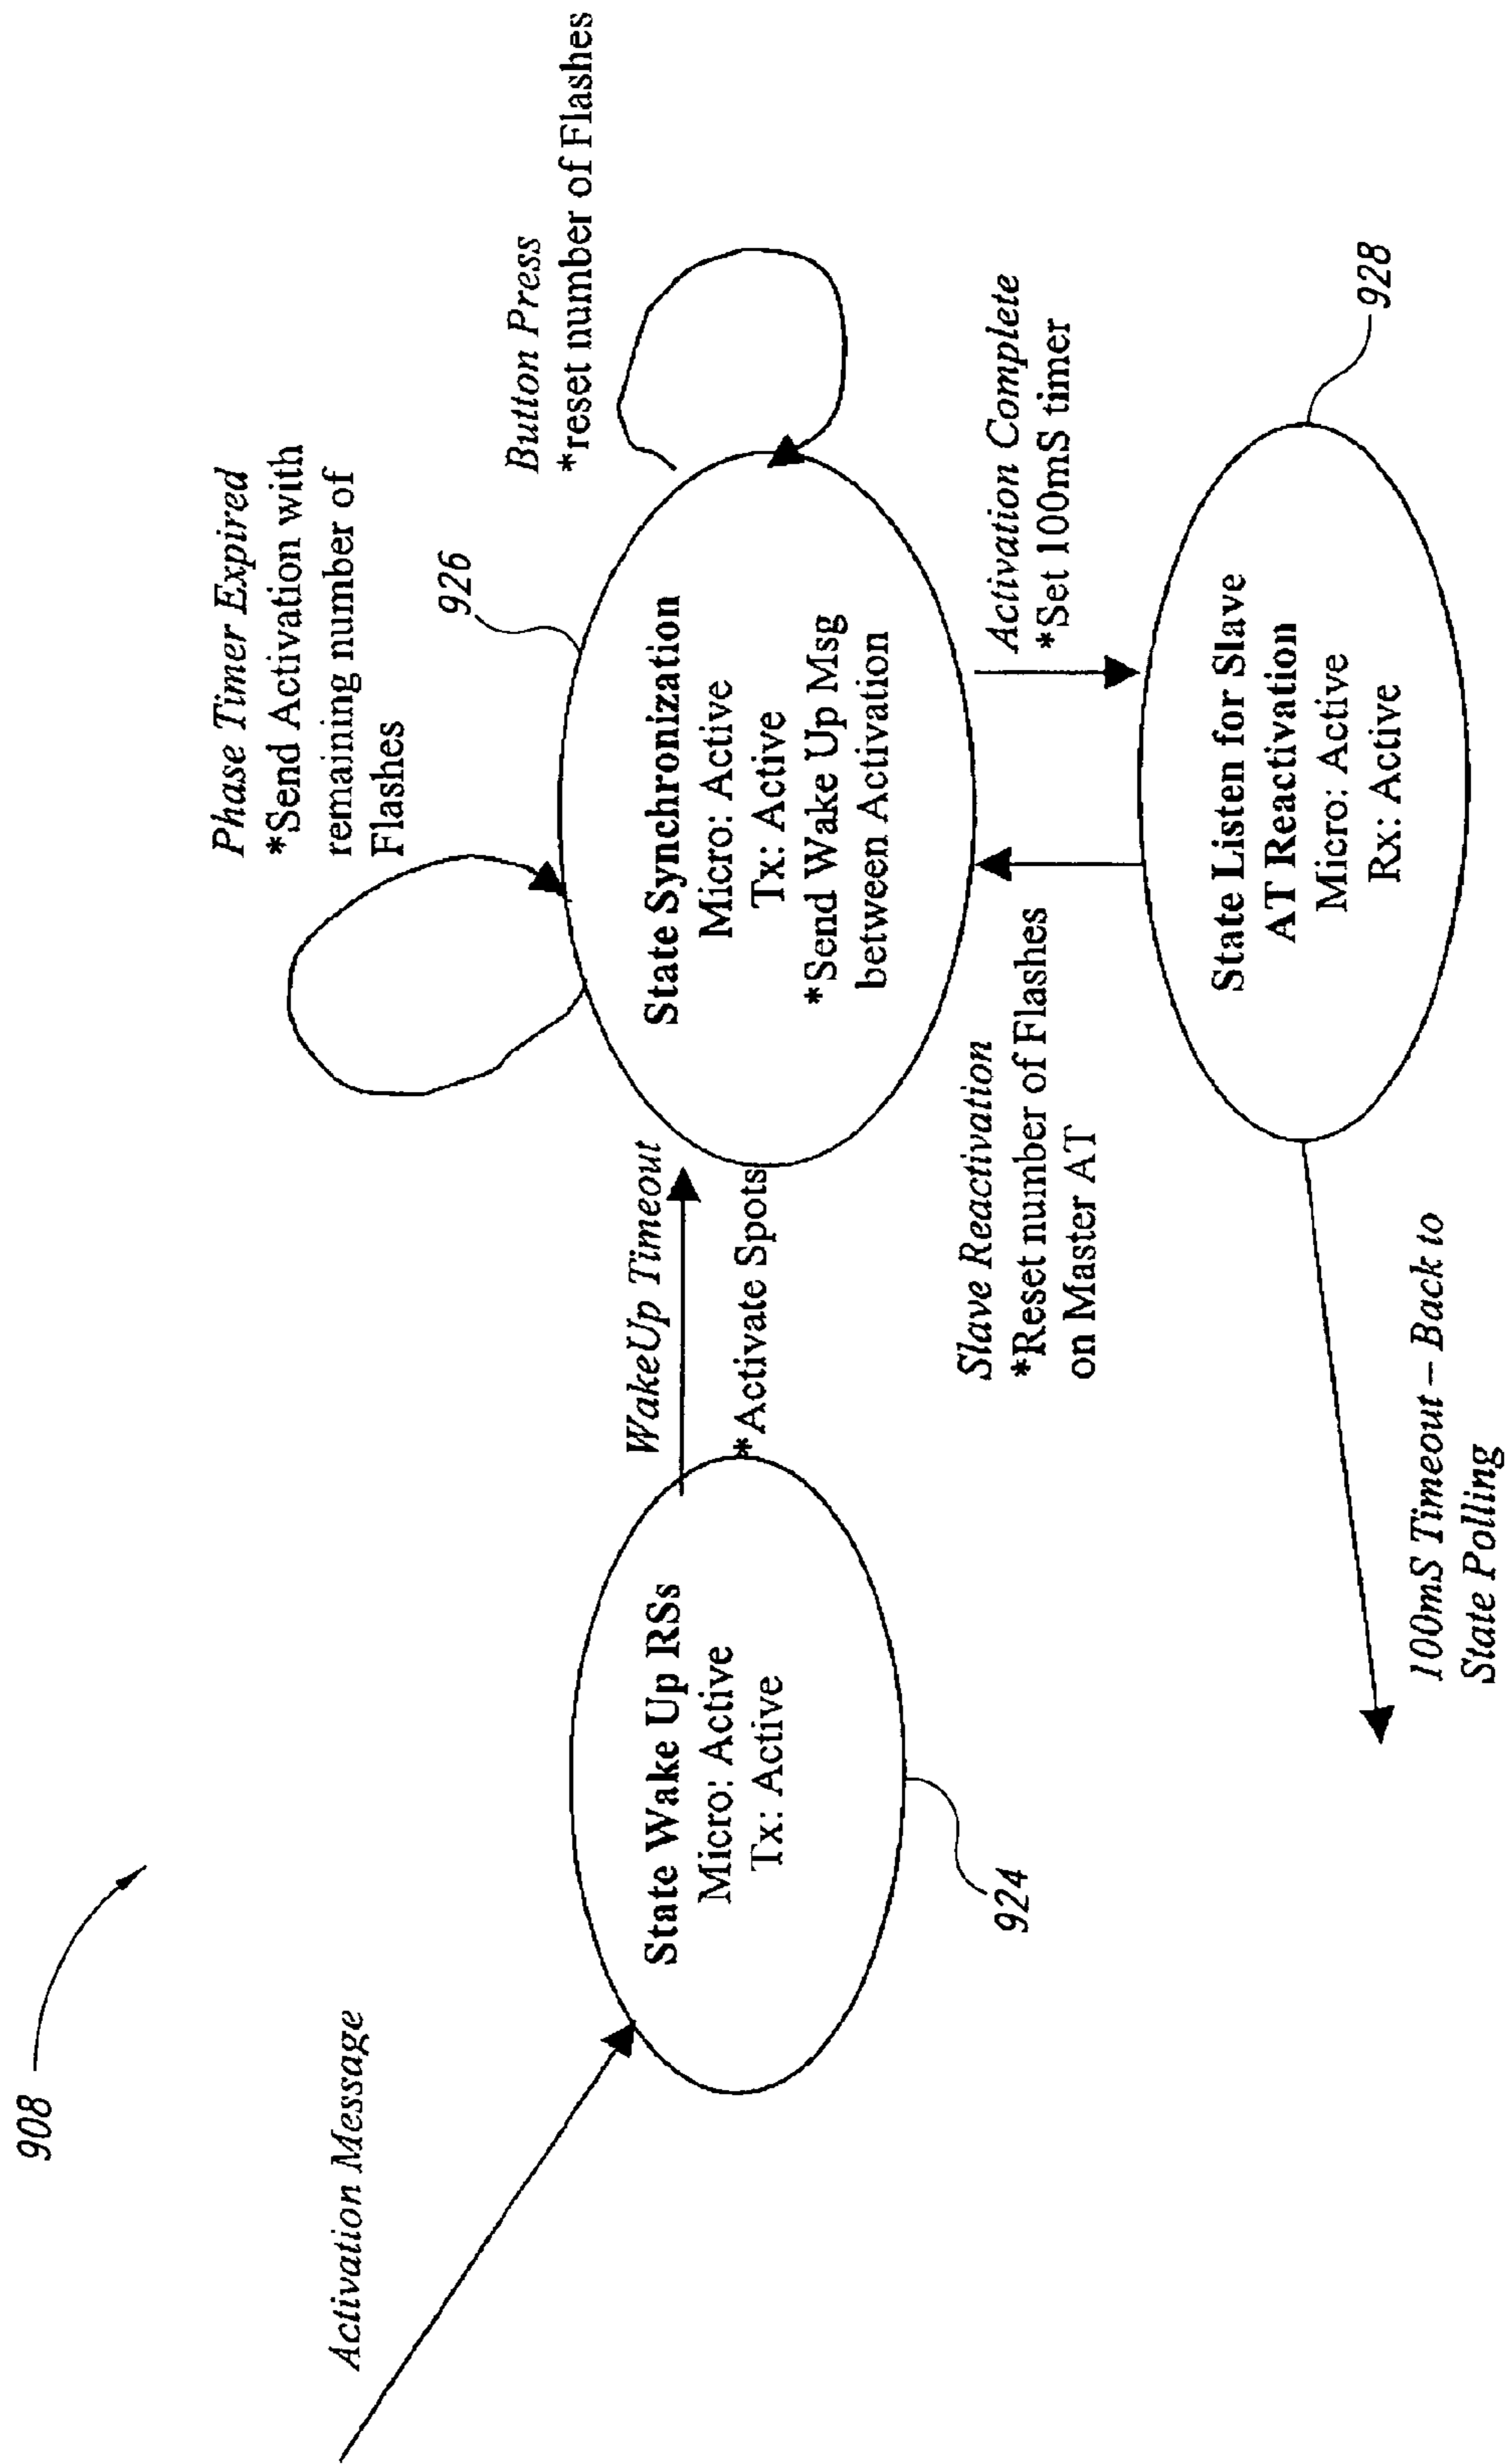 908
Activation Message
State Wake Up RSs
Micro: Active
Tx: Active
924
WakeUp Timeout
*Activate Spots
Phase Timer Expired
*Send Activation with
remaining number of
Flashes
926
State Synchronization
Micro: Active
Tx: Active
*Send Wake Up Msg
between Activation
Button Press
*reset number of Flashes
Slave Reactivation
*Reset number of Flashes
on Master AT
Activation Complete
*Set 100mS timer
State Listen for Slave
AT Reactivation
Micro: Active
Rx: Active
928
100mS Timeout – Back to
State Polling